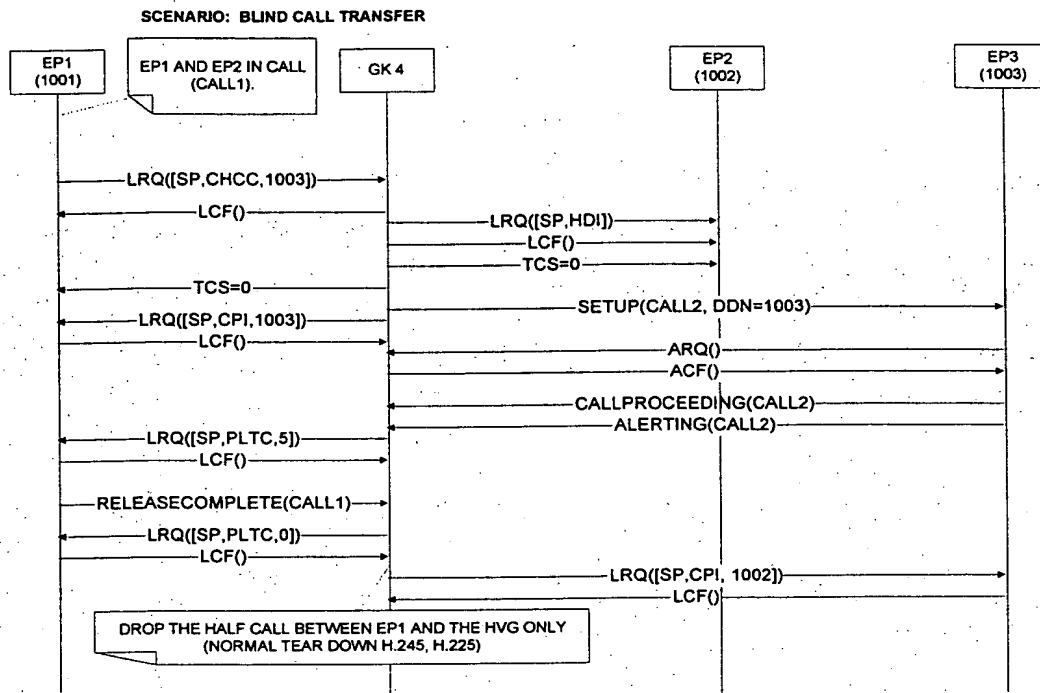 SCENARIO: BLIND CALL TRANSFER
EP1
(1001)
EP1 AND EP2 IN CALL
(CALL1).
GK 4
EP2
(1002)
EP3
(1003)
LRQ([SP,CHCC,1003])
LCF()
LRQ([SP,HDI])
LCF()
TCS=0
TCS=0
SETUP(CALL2, DDN=1003)
LRQ([SP,CPI,1003])
LCF()
ARQ()
ACF()
CALLPROCEEDING(CALL2)
ALERTING(CALL2)
LRQ([SP,PLTC,5])
LCF()
RELEASECOMPLETE(CALL1)
LRQ([SP,PLTC,0])
LCF()
LRQ([SP,CPI, 1002])
LCF()
DROP THE HALF CALL BETWEEN EP1 AND THE HVG ONLY
(NORMAL TEAR DOWN H.245, H.225)